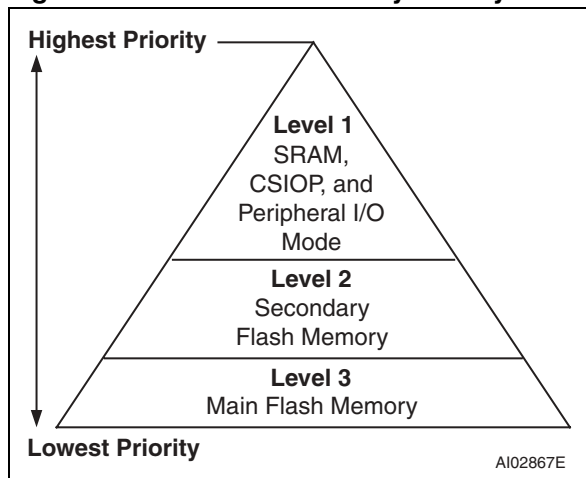 Highest Priority
Level 1
SRAM,
CSIOP, and
Peripheral I/O
Mode
Level 2
Secondary
Flash Memory
Level 3
Main Flash Memory
Lowest Priority
AI02867E